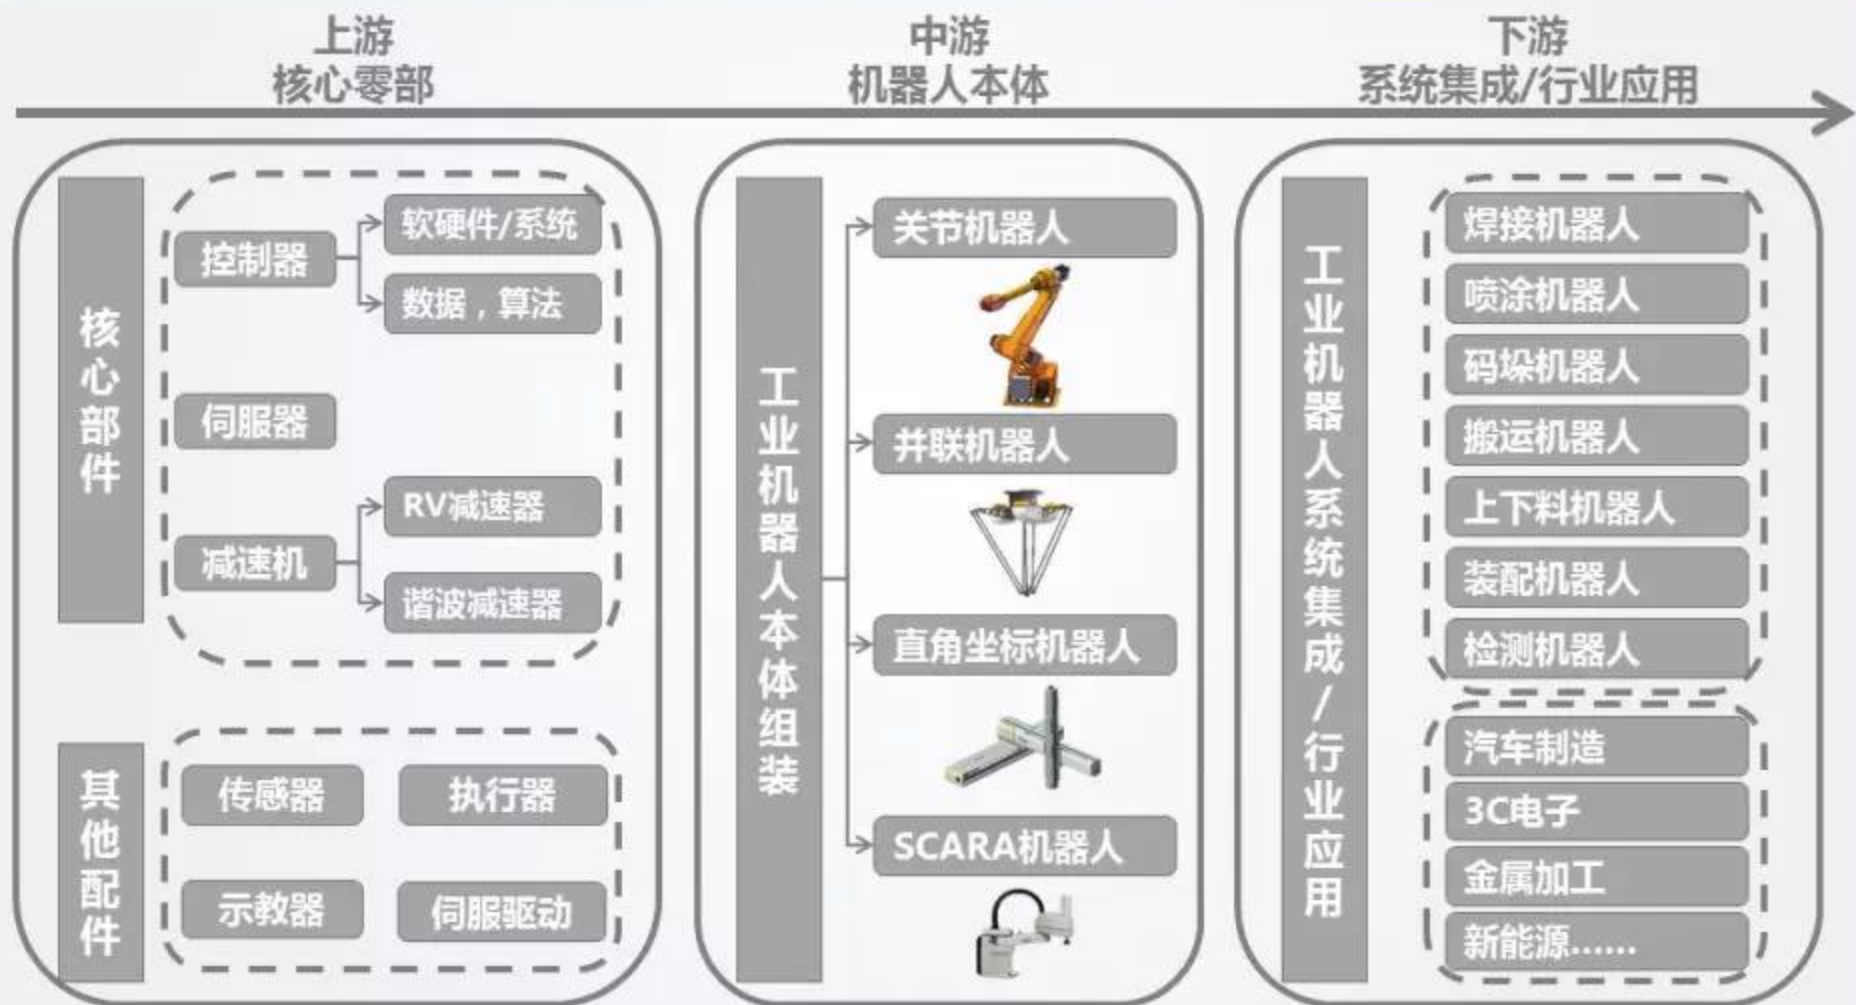 上游
核心零部
中游
机器人本体
下游
系统集成/行业应用
核心部件
控制器
软硬件/系统
数据，算法
伺服器
减速机
RV减速器
谐波减速器
其他配件
传感器
执行器
示教器
伺服驱动
工业机器人本体组装
关节机器人
并联机器人
直角坐标机器人
SCARA机器人
工业机器人系统集成/行业应用
焊接机器人
喷涂机器人
码垛机器人
搬运机器人
上下料机器人
装配机器人
检测机器人
汽车制造
3C电子
金属加工
新能源……